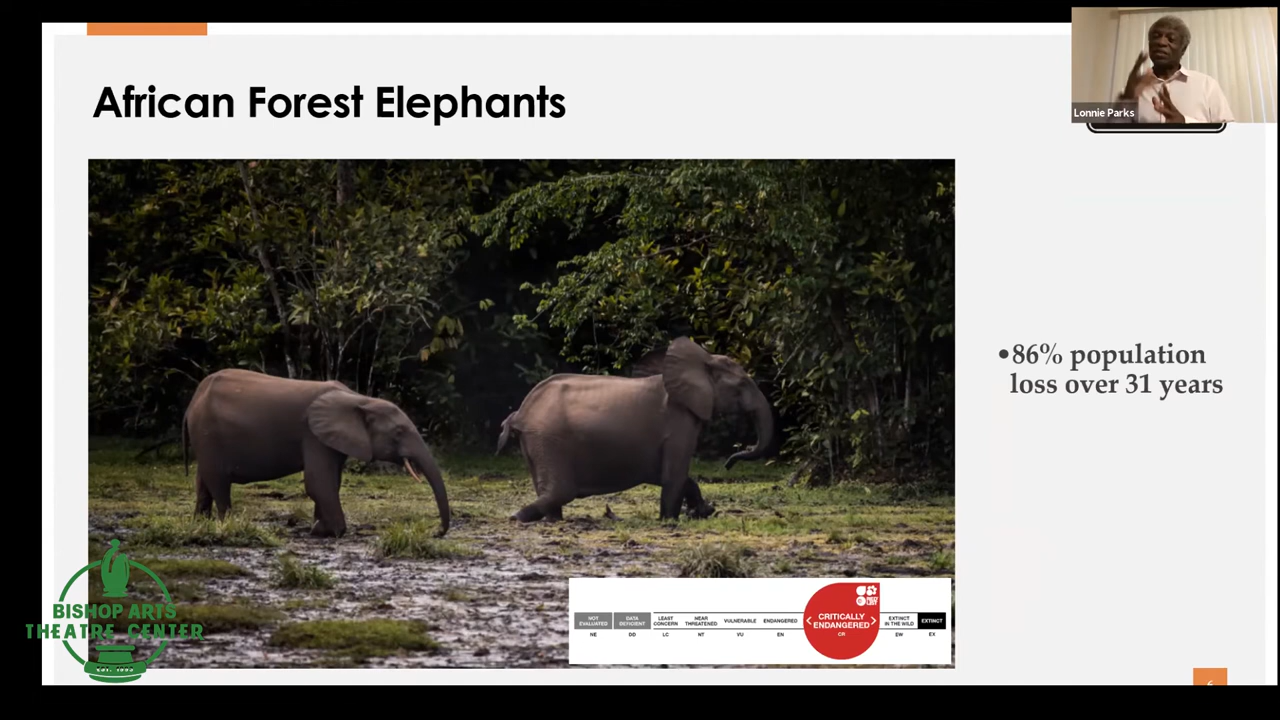 African Forest Elephants
Lonnie Parks
•86% population
loss over 31 years
BISHOP ARTS
THEATRE CENTER
EST. 1993
NOT EVALUATED
DATA DEFICIENT
LEAST CONCERN
NEAR THREATENED
VULNERABLE
ENDANGERED
<CRITICALLY ENDANGERED>
EXTINCT IN THE WILD
EXTINCT
NE
DD
LC
NT
VU
EN
CR
EW
EX
6